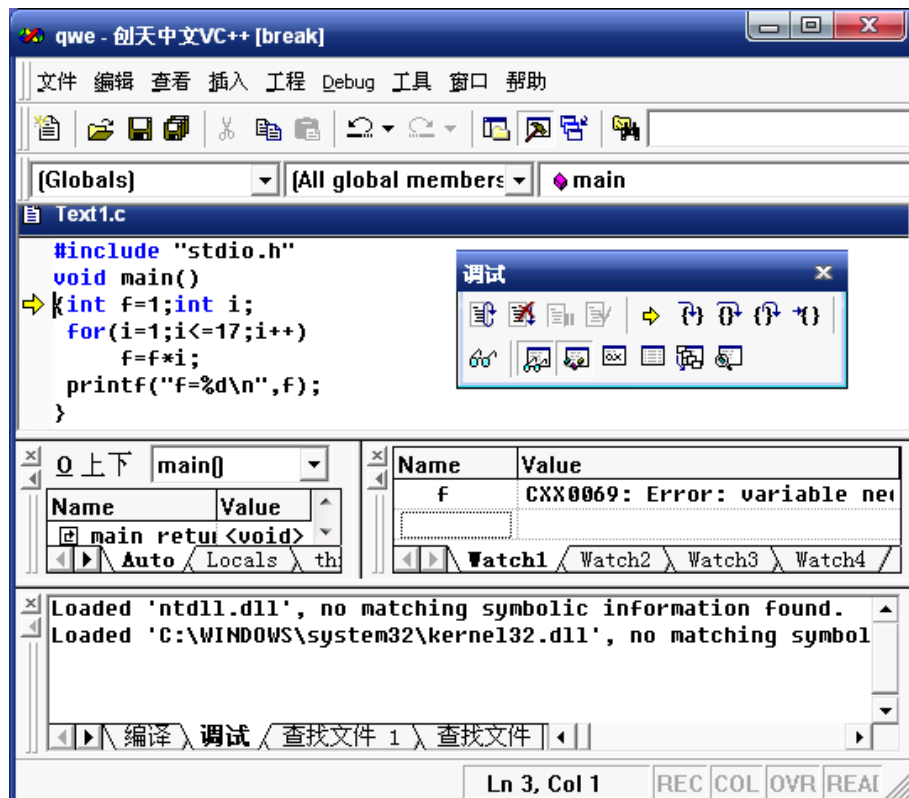 qwe - 创天中文VC++ [break]
文件 编辑 查看 插入 工程 Debug 工具 窗口 帮助
(Globals) (All global members main
Text1.c
#include "stdio.h"
void main()
{int f=1;int i;
for(i=1;i<=17;i++)
f=f*i;
printf("f=%d\n",f);
}
调试
O 上下 main()
Name Value
main retu <void>
Auto Locals thi
Name Value
f CXX0069: Error: variable nee
Watch1 Watch2 Watch3 Watch4
Loaded 'ntdll.dll', no matching symbolic information found.
Loaded 'C:\WINDOWS\system32\kernel32.dll', no matching symbol
编译 调试 查找文件 1 查找文件
Ln 3, Col 1 REC COL OVR READ